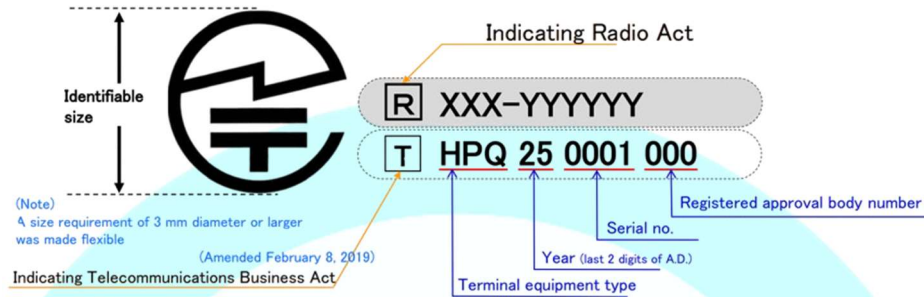 Indicating Radio Act
Identifiable
size
R XXX-YYYYYY
T HPQ 25 0001 000
(Note)
A size requirement of 3 mm diameter or larger
was made flexible
(Amended February 8, 2019)
Registered approval body number
Serial no.
Year (last 2 digits of A.D.)
Indicating Telecommunications Business Act
Terminal equipment type